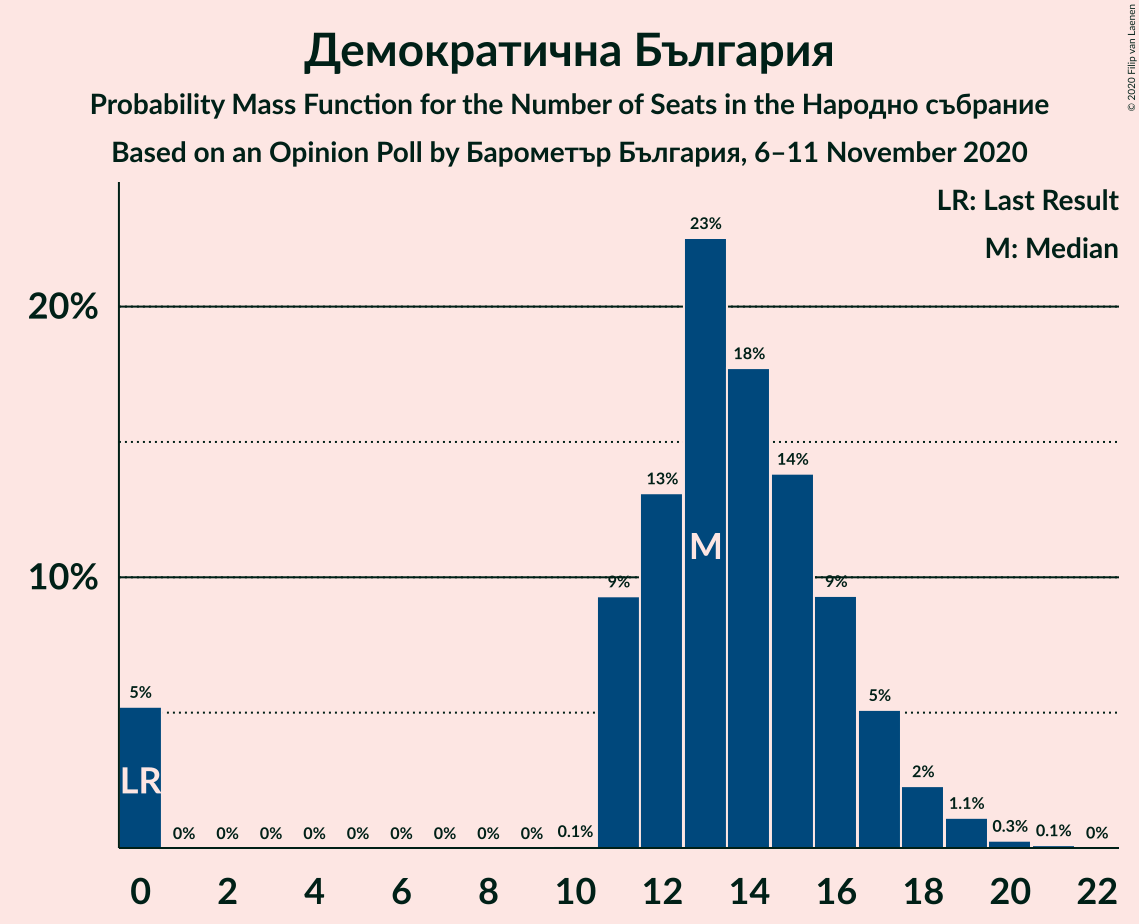 Демократична България
Probability Mass Function for the Number of Seats in the Народно събрание
Based on an Opinion Poll by Барометър България, 6–11 November 2020
© 2020 Filip van Laenen
LR: Last Result
M: Median
23%
20%
18%
14%
13%
M
10%
9%
9%
5%
5%
LR
2%
1.1%
0% 0% 0% 0% 0% 0% 0% 0% 0% 0.1% 0.3% 0.1% 0%
0 2 4 6 8 10 12 14 16 18 20 22